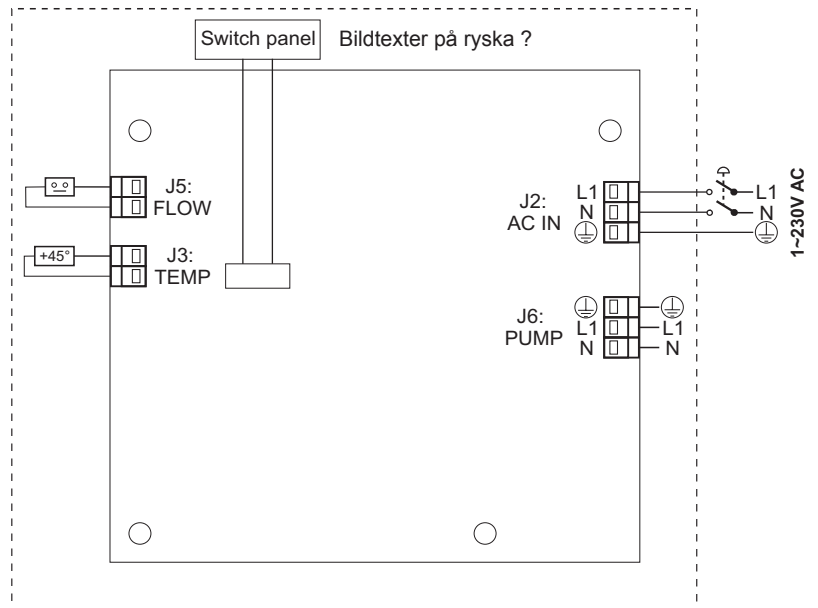 Switch panel
Bildtexter på ryska ?
J5:
FLOW
+45°
J3:
TEMP
J2:
AC IN
L1
N
L1
N
1~230V AC
J6:
PUMP
L1
N
L1
N